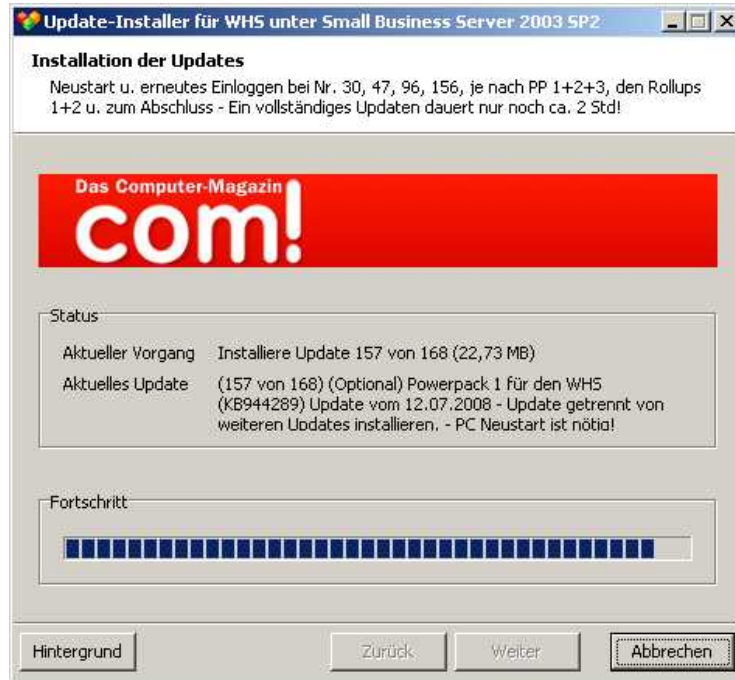 Update-Installer für WHS unter Small Business Server 2003 SP2
Installation der Updates
Neustart u. erneutes Einloggen bei Nr. 30, 47, 96, 156, je nach PP 1+2+3, den Rollups
1+2 u. zum Abschluss - Ein vollständiges Updaten dauert nur noch ca. 2 Std!
Das Computer-Magazin
com!
Status
Aktueller Vorgang Installiere Update 157 von 168 (22,73 MB)
Aktuelles Update (157 von 168) (Optional) Powerpack 1 für den WHS
(KB944289) Update vom 12.07.2008 - Update getrennt von
weiteren Updates installieren. - PC Neustart ist nötig!
Fortschritt
Hintergrund Zurück Weiter Abbrechen